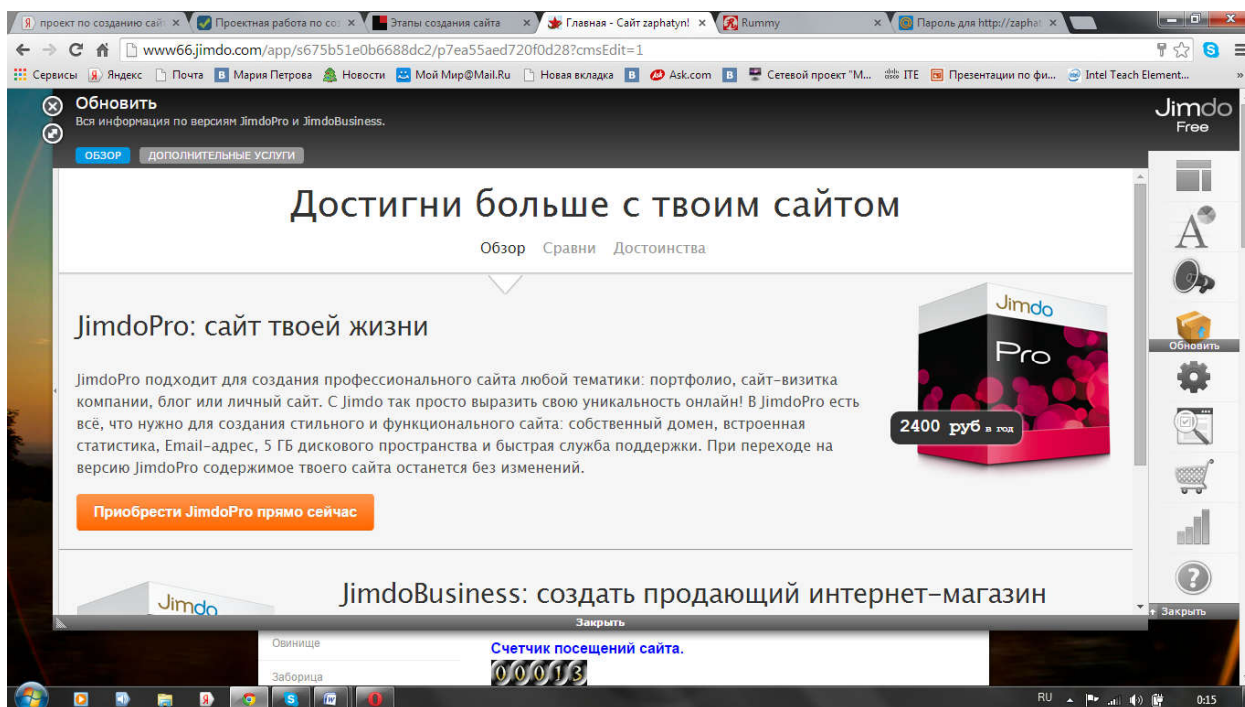 проект по созданию сай
Проектная работа по со
Этапы создания сайта
Главная - Сайт zaphatyn!
Rummy
Пароль для http://zaphat
www66.jimdo.com/app/s675b51e0b6688dc2/p7ea55aed720f0d28?cmsEdit=1
Сервисы Яндекс Почта Мария Петрова Новости Мой Мир@Mail.Ru Новая вкладка Ask.com Сетевой проект "М... ITE Презентации по фи... Intel Teach Element... »
Обновить
Вся информация по версиям JimdoPro и JimdoBusiness.
ОБЗОР ДОПОЛНИТЕЛЬНЫЕ УСЛУГИ
Jimdo
Free
Достигни больше с твоим сайтом
Обзор Сравни Достоинства
JimdoPro: сайт твоей жизни
JimdoPro подходит для создания профессионального сайта любой тематики: портфолио, сайт-визитка
компании, блог или личный сайт. С Jimdo так просто выразить свою уникальность онлайн! В JimdoPro есть
всё, что нужно для создания стильного и функционального сайта: собственный домен, встроенная
статистика, Email-адрес, 5 ГБ дискового пространства и быстрая служба поддержки. При переходе на
версию JimdoPro содержимое твоего сайта останется без изменений.
Приобрести JimdoPro прямо сейчас
Jimdo
Pro
2400 руб в год
Обновить
Jimdo
JimdoBusiness: создать продающий интернет-магазин
Закрыть
Закрыть
Овинище
Заборица
Счетчик посещений сайта.
00013
RU
0:15